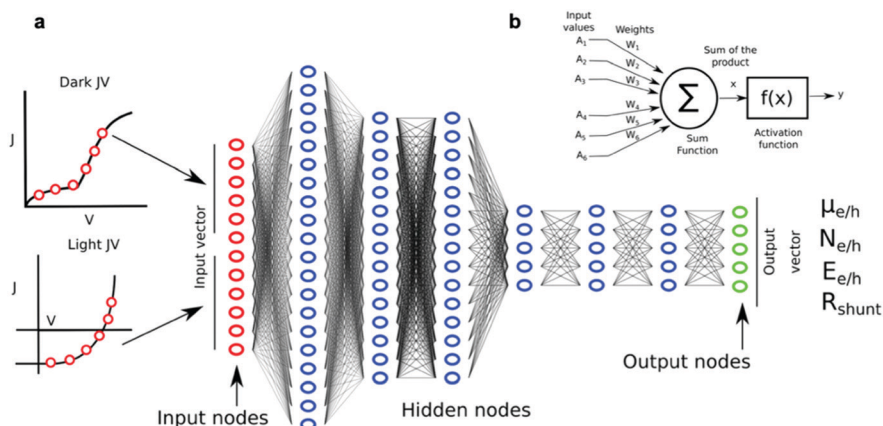 a
Dark JV
J
V
Light JV
J
V
Input vector
Input nodes
Hidden nodes
Output nodes
Output
vector
μe/h
Ne/h
Ee/h
Rshunt
b
Input
values
Weights
A1
A2
A3
A4
A5
A6
W1
W2
W3
W4
W5
W6
Σ
Sum
Function
Sum of the
product
x
f(x)
y
Activation
function